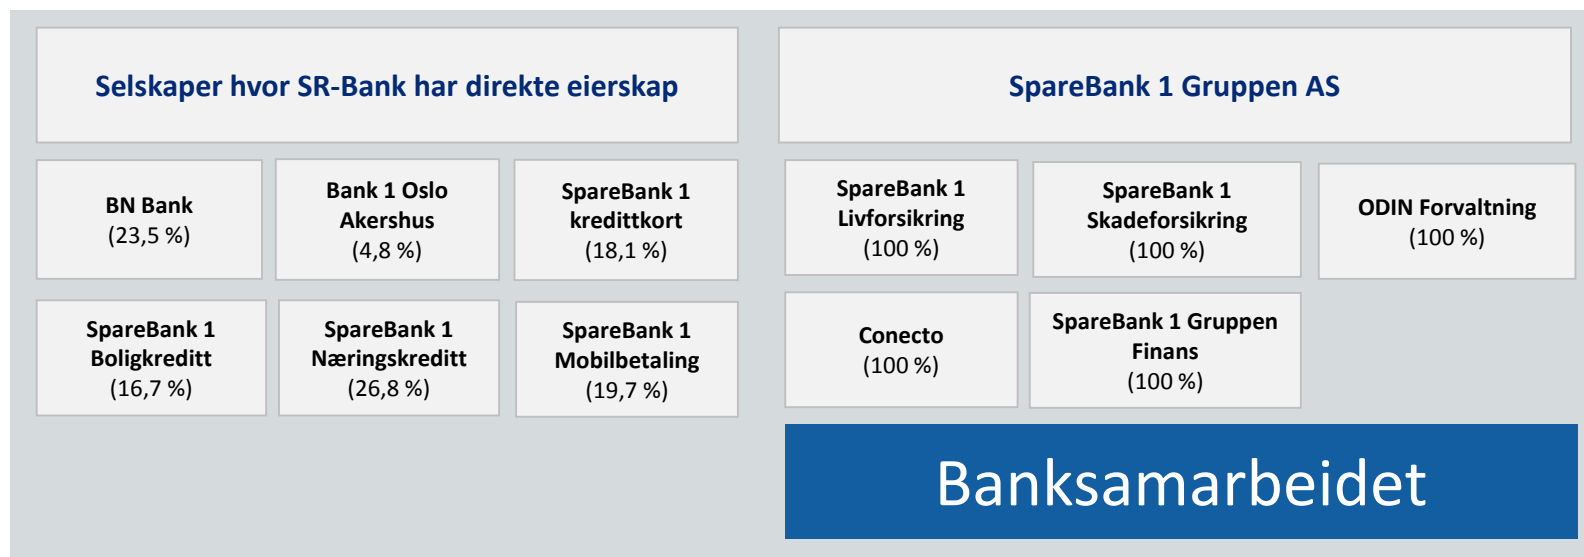 Selskaper hvor SR-Bank har direkte eierskap
BN Bank
(23,5 %)
Bank 1 Oslo
Akershus
(4,8 %)
SpareBank 1
kredittkort
(18,1 %)
SpareBank 1
Boligkreditt
(16,7 %)
SpareBank 1
Næringskreditt
(26,8 %)
SpareBank 1
Mobilbetaling
(19,7 %)
SpareBank 1 Gruppen AS
SpareBank 1
Livforsikring
(100 %)
SpareBank 1
Skadeforsikring
(100 %)
ODIN Forvaltning
(100 %)
Conecto
(100 %)
SpareBank 1 Gruppen
Finans
(100 %)
Banksamarbeidet